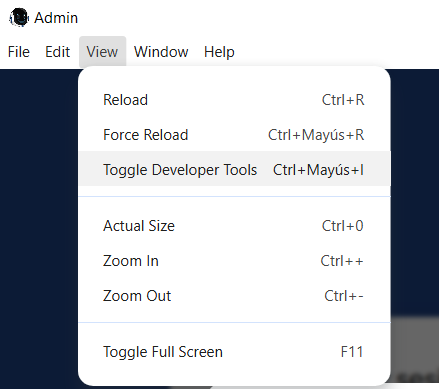 Admin
File Edit View Window Help
Reload Ctrl+R
Force Reload Ctrl+Mayús+R
Toggle Developer Tools Ctrl+Mayús+I
Actual Size Ctrl+0
Zoom In Ctrl++
Zoom Out Ctrl+-
Toggle Full Screen F11